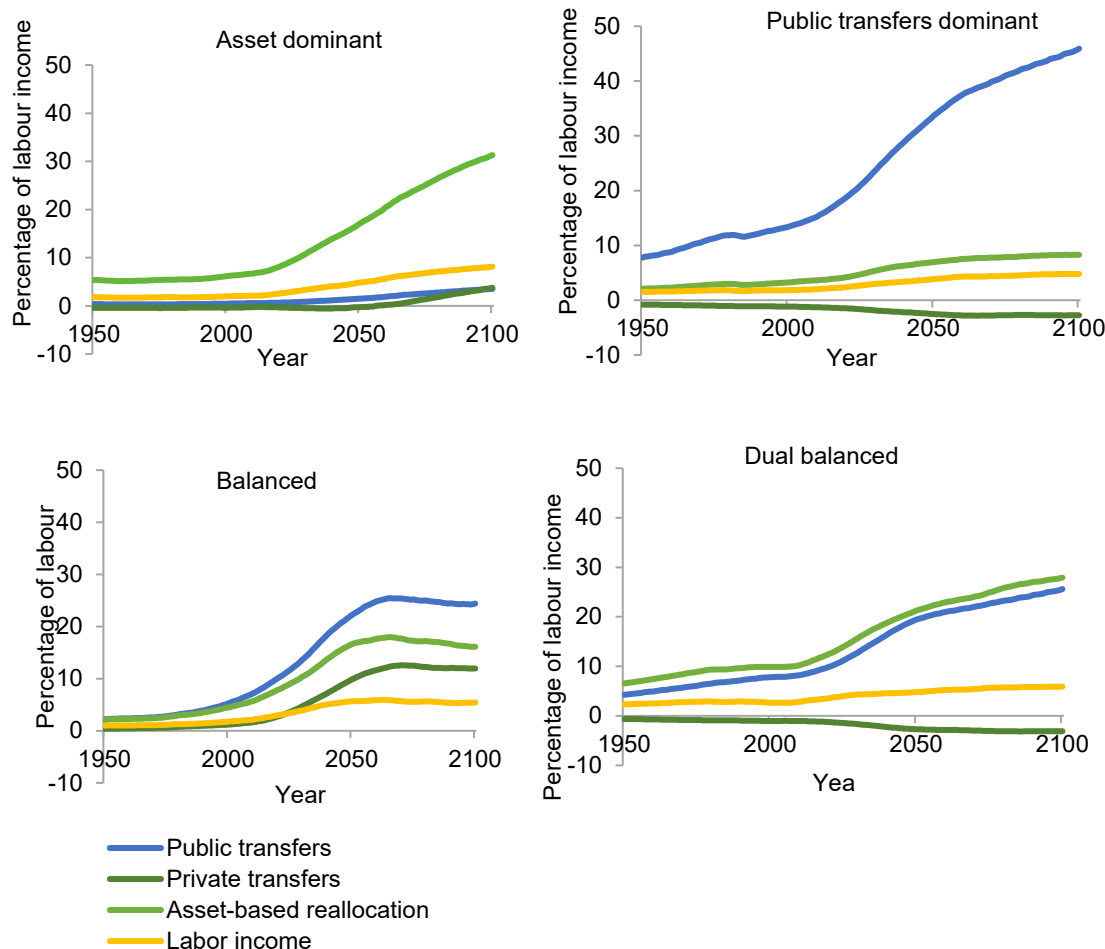 Asset dominant
Percentage of labour income
50
40
30
20
10
0
-10
1950
2000
2050
2100
Year
Public transfers dominant
Percentage of labour income
50
40
30
20
10
0
-10
1950
2000
2050
2100
Year
Balanced
Percentage of labour
50
40
30
20
10
0
-10
1950
2000
2050
2100
Year
Dual balanced
Percentage of labour income
50
40
30
20
10
0
-10
1950
2000
2050
2100
Yea
Public transfers
Private transfers
Asset-based reallocation
Labor income